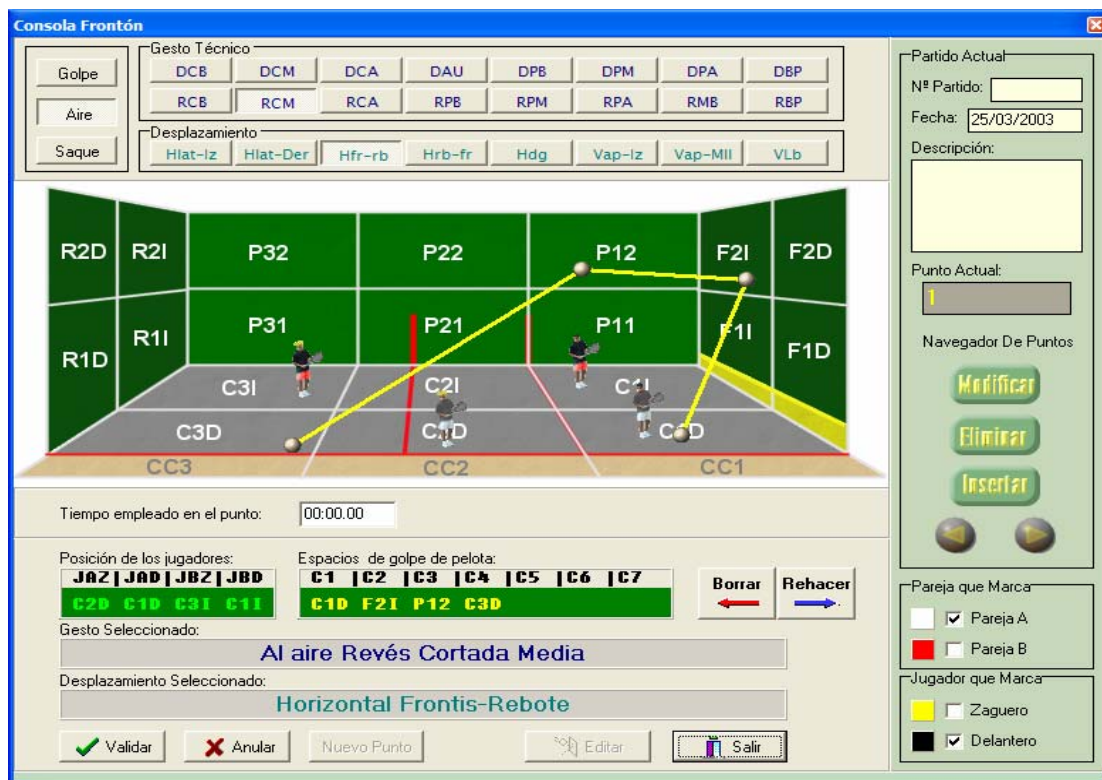 Consola Frontón
Golpe
Aire
Saque
Gesto Técnico
DCB DCM DCA DAU DPB DPM DPA DBP
RCB RCM RCA RPB RPM RPA RMB RBP
Desplazamiento
Hlat-Iz Hlat-Der Hfr-rb Hrb-fr Hdg Vap-Iz Vap-MII VLb
R2D R2I P32 P22 P12 F2I F2D
R1D R1I P31 P21 P11 F1I F1D
C3I C2I C1I
C3D C2D C1D
CC3 CC2 CC1
Tiempo empleado en el punto: 00:00.00
Posición de los jugadores:
JAZ|JAD|JBZ|JBD
C2D C1D C3I C1I
Espacios de golpe de pelota:
C1 |C2 |C3 |C4 |C5 |C6 |C7
C1D F2I P12 C3D
Borrar Rehacer
Gesto Seleccionado:
Al aire Revés Cortada Media
Desplazamiento Seleccionado:
Horizontal Frontis-Rebote
Validar Anular Nuevo Punto Editar Salir
Partido Actual
Nº Partido:
Fecha: 25/03/2003
Descripción:
Punto Actual:
1
Navegador De Puntos
Modificar
Eliminar
Insertar
Pareja que Marca
Pareja A
Pareja B
Jugador que Marca
Zaguero
Delantero